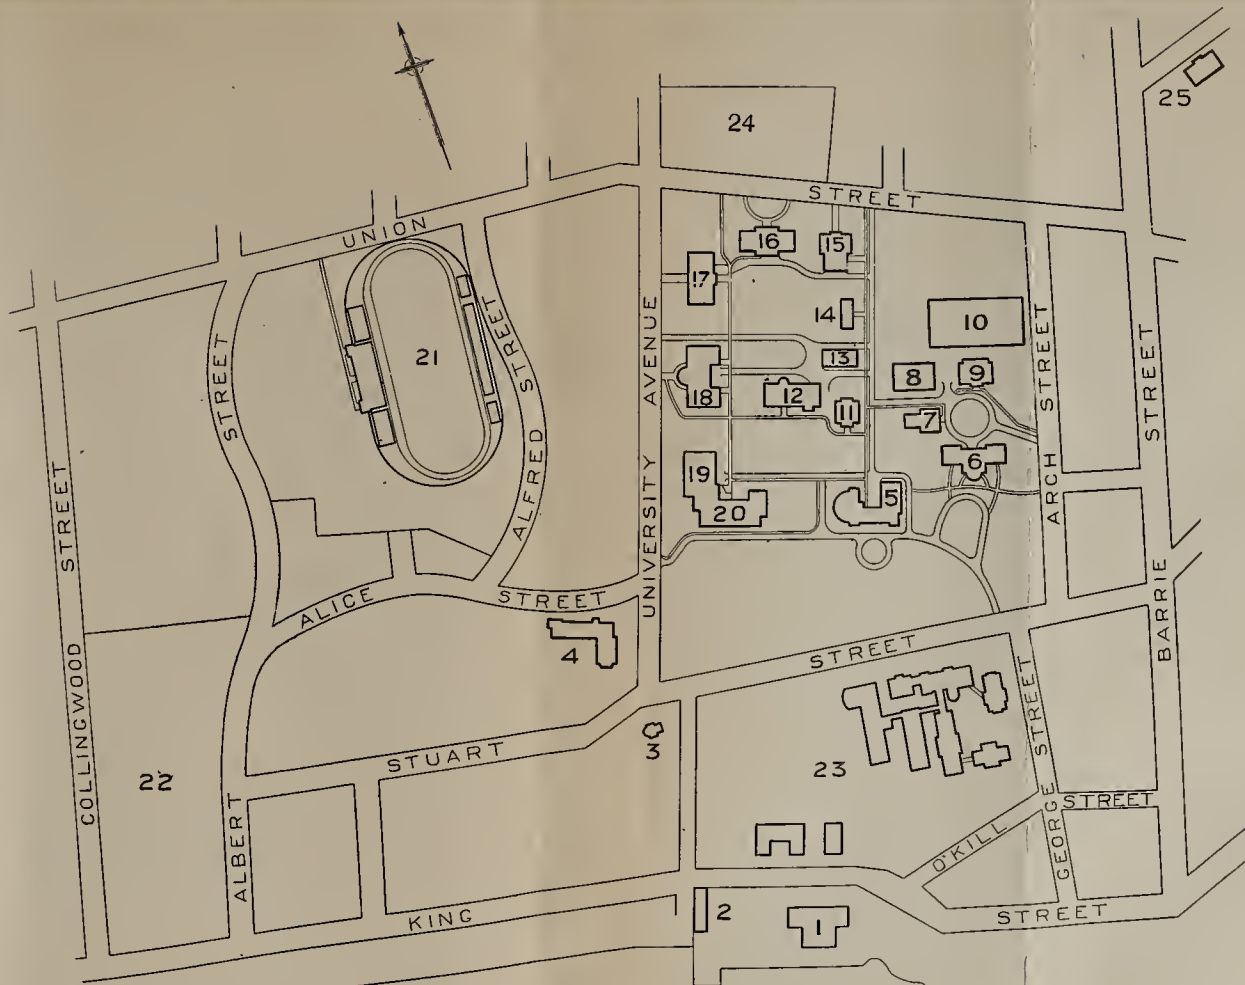 25
24
STREET
UNION
16
15
17
14
10
21
13
8
9
STREET
AVENUE
STREET
ALFRED STREET
18
12
11
7
ARCH STREET
STREET
19
6
5
20
COLLINGWOOD STREET
UNIVERSITY
ALICE STREET
4
STREET
BARRIE
STUART
3
23
GEORGE STREET
22
O'KILL STREET
ALBERT
KING
2
1
STREET